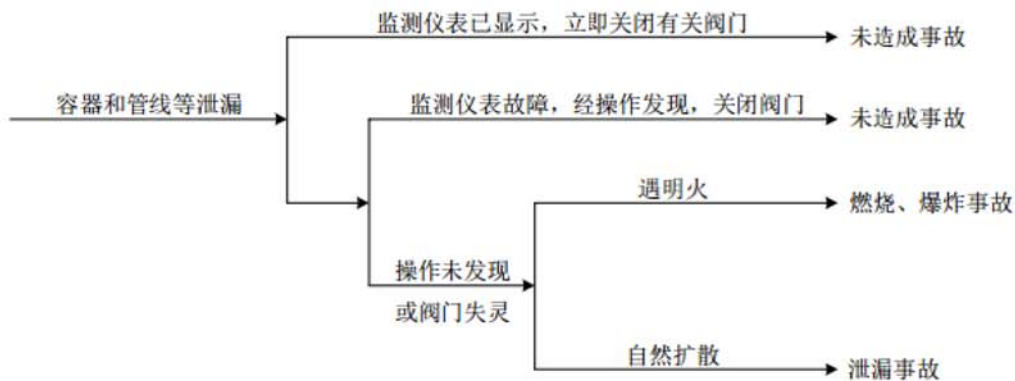 监测仪表已显示，立即关闭有关阀门
未造成事故
容器和管线等泄漏
监测仪表故障，经操作发现，关闭阀门
未造成事故
遇明火
燃烧、爆炸事故
操作未发现
或阀门失灵
自然扩散
泄漏事故